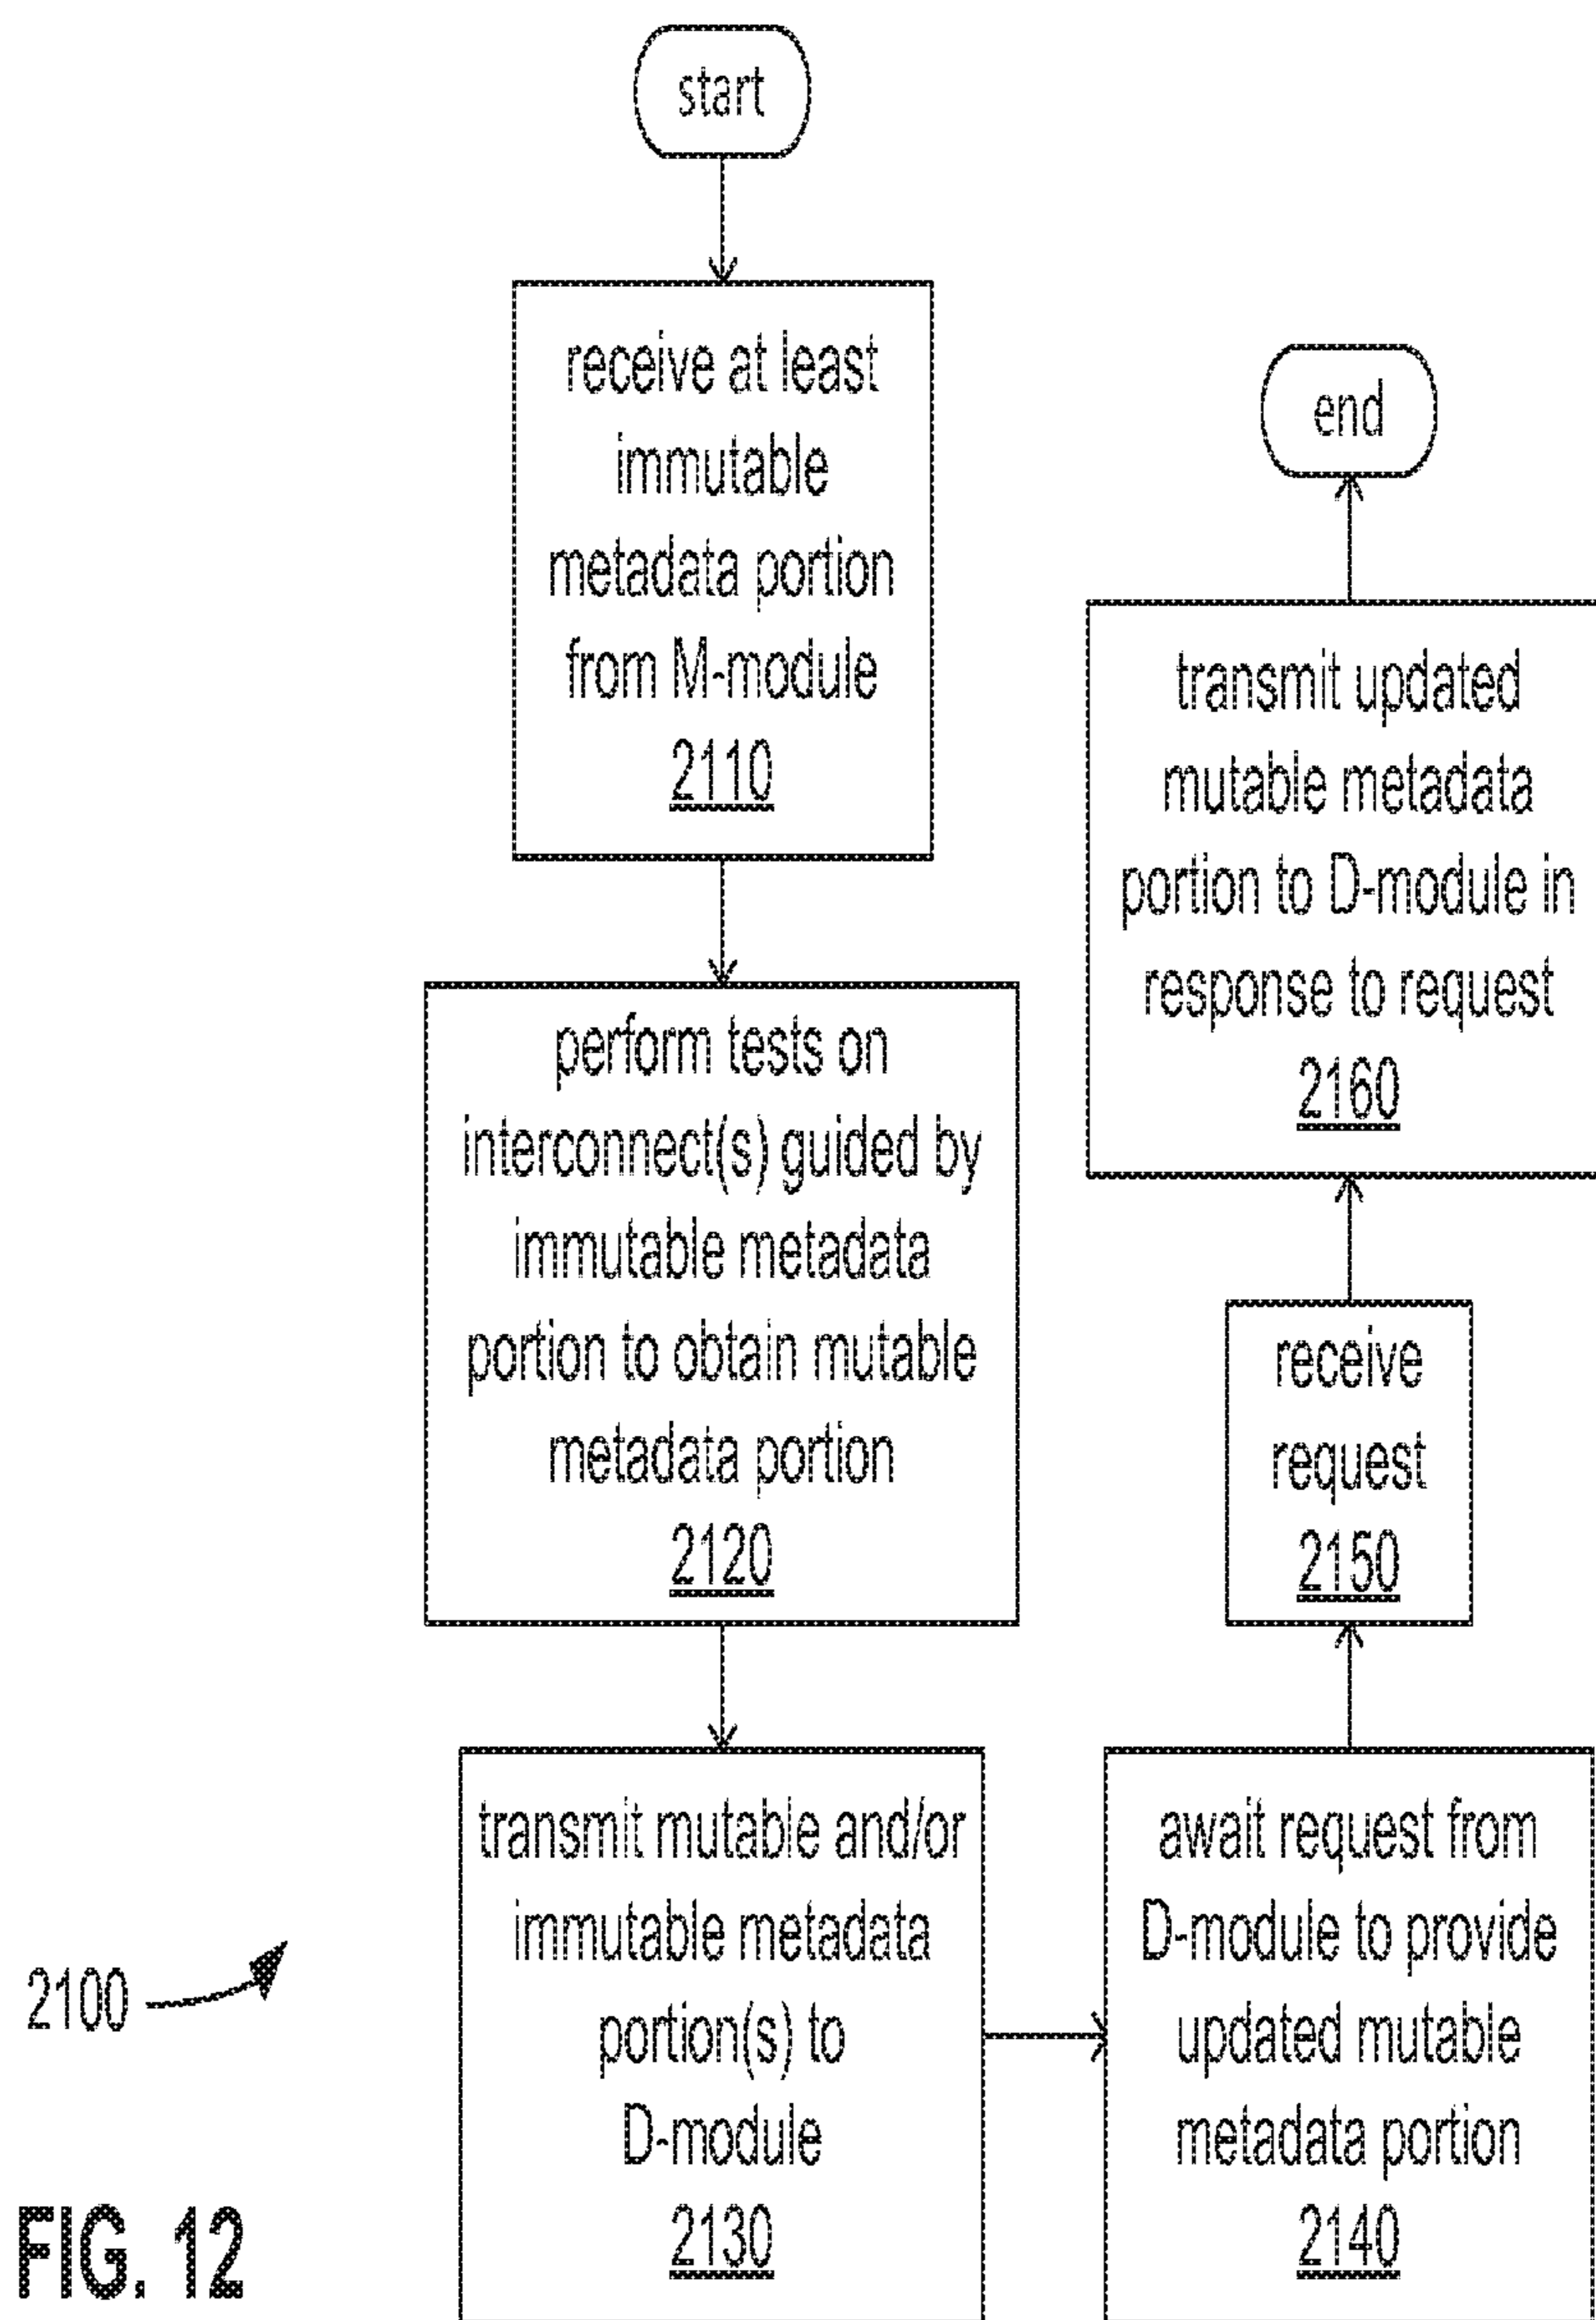 start
receive at least
immutable
metadata portion
from M-module
2110
perform tests on
interconnect(s) guided by
immutable metadata
portion to obtain mutable
metadata portion
2120
transmit mutable and/or
immutable metadata
portion(s) to
D-module
2130
await request from
D-module to provide
updated mutable
metadata portion
2140
receive
request
2150
transmit updated
mutable metadata
portion to D-module in
response to request
2160
end
2100
FIG. 12